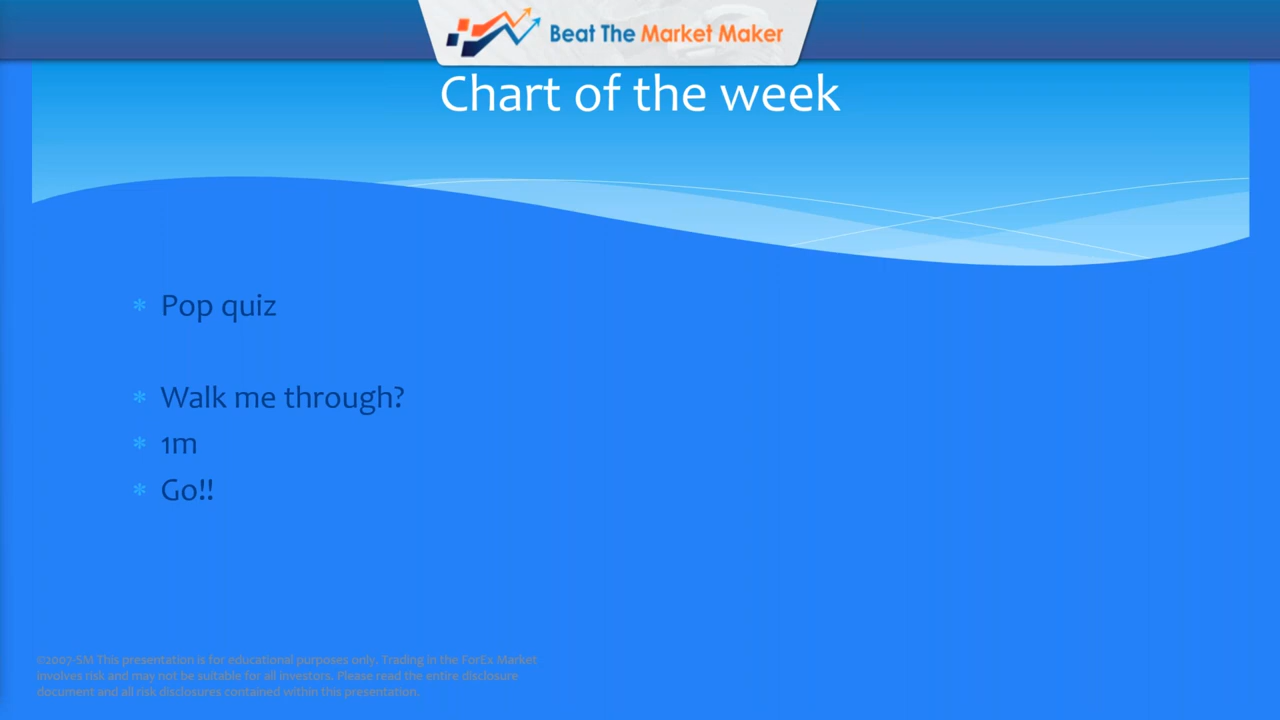 Beat The Market Maker
Chart of the week
* Pop quiz
* Walk me through?
* 1m
* Go!!
©2007-SM This presentation is for educational purposes only. Trading in the ForEx Market
involves risk and may not be suitable for all investors. Please read the entire disclosure
document and all risk disclosures contained within this presentation.